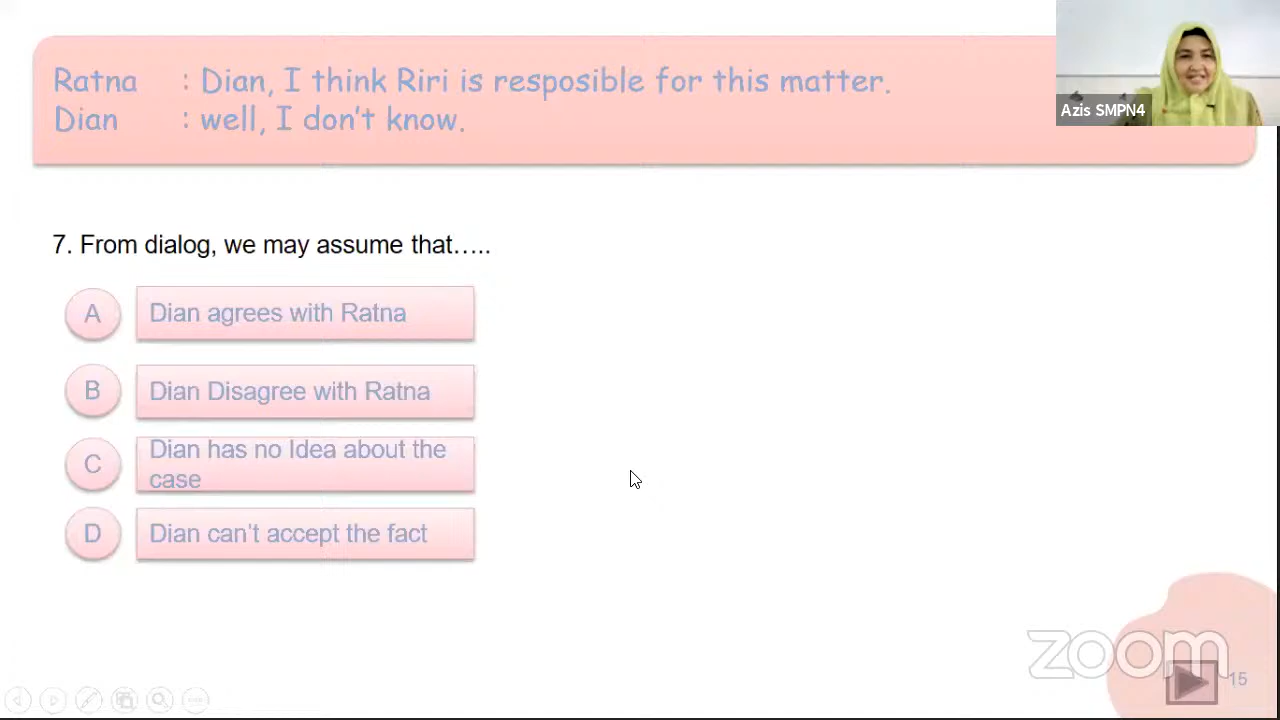 Ratna : Dian, I think Riri is resposible for this matter.
Dian : well, I don't know.
Azis SMPN4
7. From dialog, we may assume that…..
A Dian agrees with Ratna
B Dian Disagree with Ratna
C Dian has no Idea about the
case
D Dian can't accept the fact
zoom
15